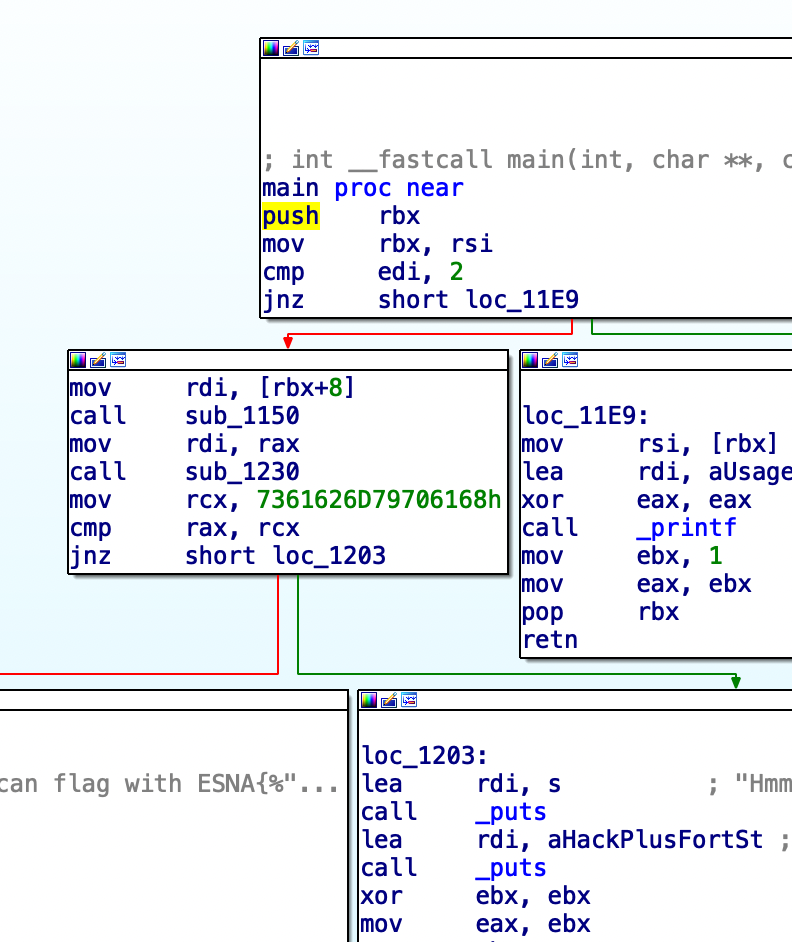 ; int __fastcall main(int, char **, c
main proc near
push rbx
mov rbx, rsi
cmp edi, 2
jnz short loc_11E9
mov rdi, [rbx+8]
call sub_1150
mov rdi, rax
call sub_1230
mov rcx, 7361626D79706168h
cmp rax, rcx
jnz short loc_1203
loc_11E9:
mov rsi, [rbx]
lea rdi, aUsage
xor eax, eax
call _printf
mov ebx, 1
mov eax, ebx
pop rbx
retn
can flag with ESNA{%"...
loc_1203:
lea rdi, s ; "Hmm
call _puts
lea rdi, aHackPlusFortSt ;
call _puts
xor ebx, ebx
mov eax, ebx